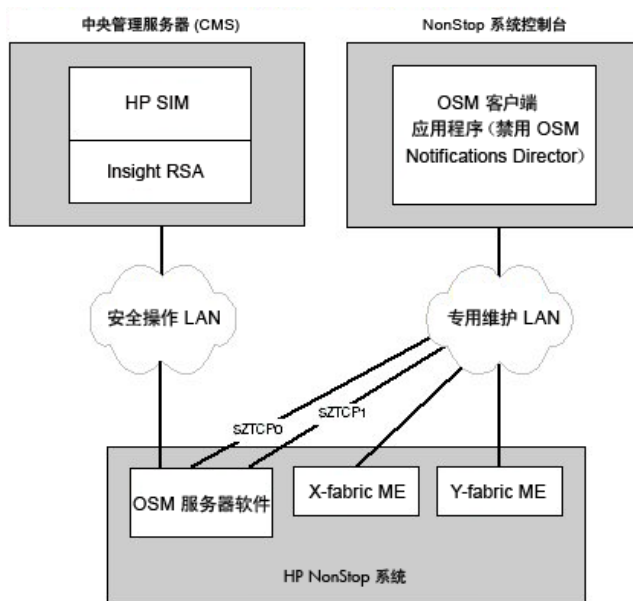 中央管理服务器 (CMS)
NonStop 系统控制台
HP SIM
Insight RSA
OSM 客户端
应用程序（禁用 OSM
Notifications Director）
安全操作 LAN
专用维护 LAN
SZTCP0
SZTCP1
OSM 服务器软件
X-fabric ME
Y-fabric ME
HP NonStop 系统